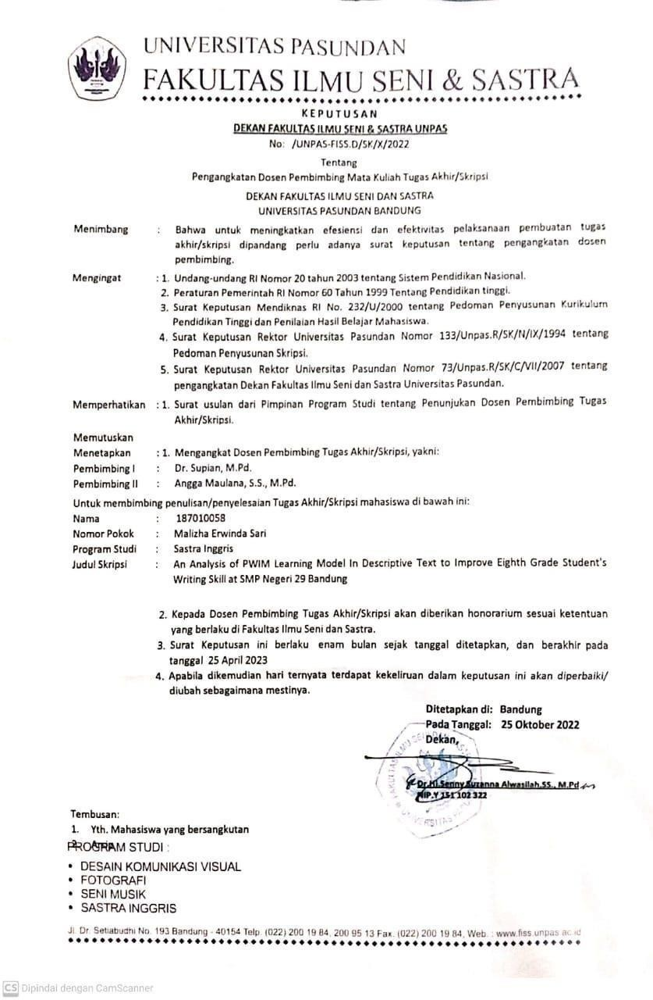 UNIVERSITAS PASUNDAN
FAKULTAS ILMU SENI & SASTRA
KEPUTUSAN
DEKAN FAKULTAS ILMU SENI & SASTRA UNPAS
No: /UNPAS-FISS.D/SK/X/2022
Tentang
Pengangkatan Dosen Pembimbing Mata Kuliah Tugas Akhir/Skripsi
DEKAN FAKULTAS ILMU SENI DAN SASTRA
UNIVERSITAS PASUNDAN BANDUNG
Menimbang : Bahwa untuk meningkatkan efesiensi dan efektivitas pelaksanaan pembuatan tugas
akhir/skripsi dipandang perlu adanya surat keputusan tentang pengangkatan dosen
pembimbing.
Mengingat : 1. Undang-undang RI Nomor 20 tahun 2003 tentang Sistem Pendidikan Nasional.
2. Peraturan Pemerintah RI Nomor 60 Tahun 1999 Tentang Pendidikan tinggi.
3. Surat Keputusan Mendiknas RI No. 232/U/2000 tentang Pedoman Penyusunan Kurikulum
Pendidikan Tinggi dan Penilaian Hasil Belajar Mahasiswa.
4. Surat Keputusan Rektor Universitas Pasundan Nomor 133/Unpas.R/SK/N/IX/1994 tentang
Pedoman Penyusunan Skripsi.
5. Surat Keputusan Rektor Universitas Pasundan Nomor 73/Unpas.R/SK/C/VII/2007 tentang
pengangkatan Dekan Fakultas Ilmu Seni dan Sastra Universitas Pasundan.
Memperhatikan : 1. Surat usulan dari Pimpinan Program Studi tentang Penunjukan Dosen Pembimbing Tugas
Akhir/Skripsi.
Memutuskan
Menetapkan : 1. Mengangkat Dosen Pembimbing Tugas Akhir/Skripsi, yakni:
Pembimbing I : Dr. Supian, M.Pd.
Pembimbing II : Angga Maulana, S.S., M.Pd.
Untuk membimbing penulisan/penyelesaian Tugas Akhir/Skripsi mahasiswa di bawah ini:
Nama : 187010058
Nomor Pokok : Malizha Erwinda Sari
Program Studi : Sastra Inggris
Judul Skripsi : An Analysis of PWIM Learning Model In Descriptive Text to Improve Eighth Grade Student's
Writing Skill at SMP Negeri 29 Bandung
2. Kepada Dosen Pembimbing Tugas Akhir/Skripsi akan diberikan honorarium sesuai ketentuan
yang berlaku di Fakultas Ilmu Seni dan Sastra.
3. Surat Keputusan ini berlaku enam bulan sejak tanggal ditetapkan, dan berakhir pada
tanggal 25 April 2023
4. Apabila dikemudian hari ternyata terdapat kekeliruan dalam keputusan ini akan diperbaiki/
diubah sebagaimana mestinya.
Ditetapkan di: Bandung
Pada Tanggal: 25 Oktober 2022
Dekan,
Dr.Hj.Senny Suzanna Alwasilah,SS., M.Pd
NIP.Y 151 102 322
Tembusan:
1. Yth. Mahasiswa yang bersangkutan
2. Arsip
PROGRAM STUDI :
• DESAIN KOMUNIKASI VISUAL
• FOTOGRAFI
• SENI MUSIK
• SASTRA INGGRIS
Jl. Dr. Setiabudhi No. 193 Bandung - 40154 Telp. (022) 200 19 84, 200 95 13 Fax. (022) 200 19 84, Web. : www.fiss.unpas.ac.id
CS Dipindai dengan CamScanner